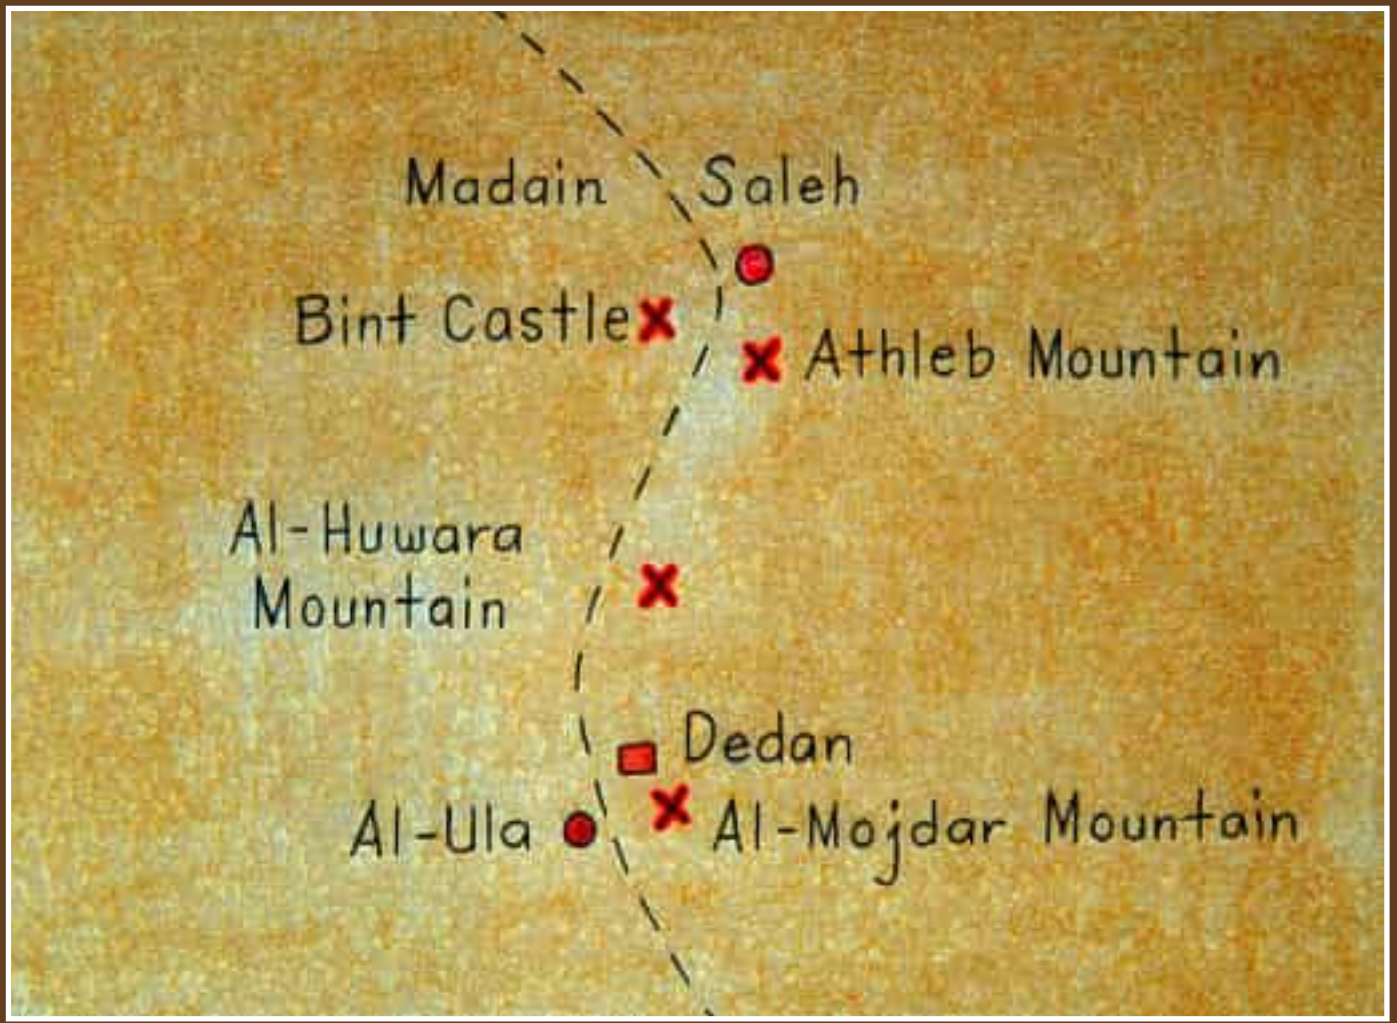 Madain Saleh
Bint Castle
Athleb Mountain
Al-Huwara
Mountain
Dedan
Al-Ula
Al-Mojdar Mountain